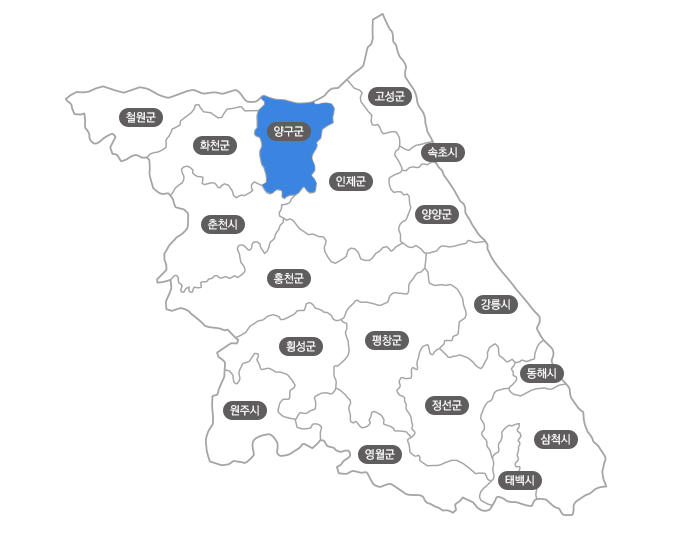 고성군
철원군
양구군
화천군
속초시
인제군
양양군
춘천시
홍천군
강릉시
평창군
횡성군
동해시
정선군
원주시
삼척시
영월군
태백시